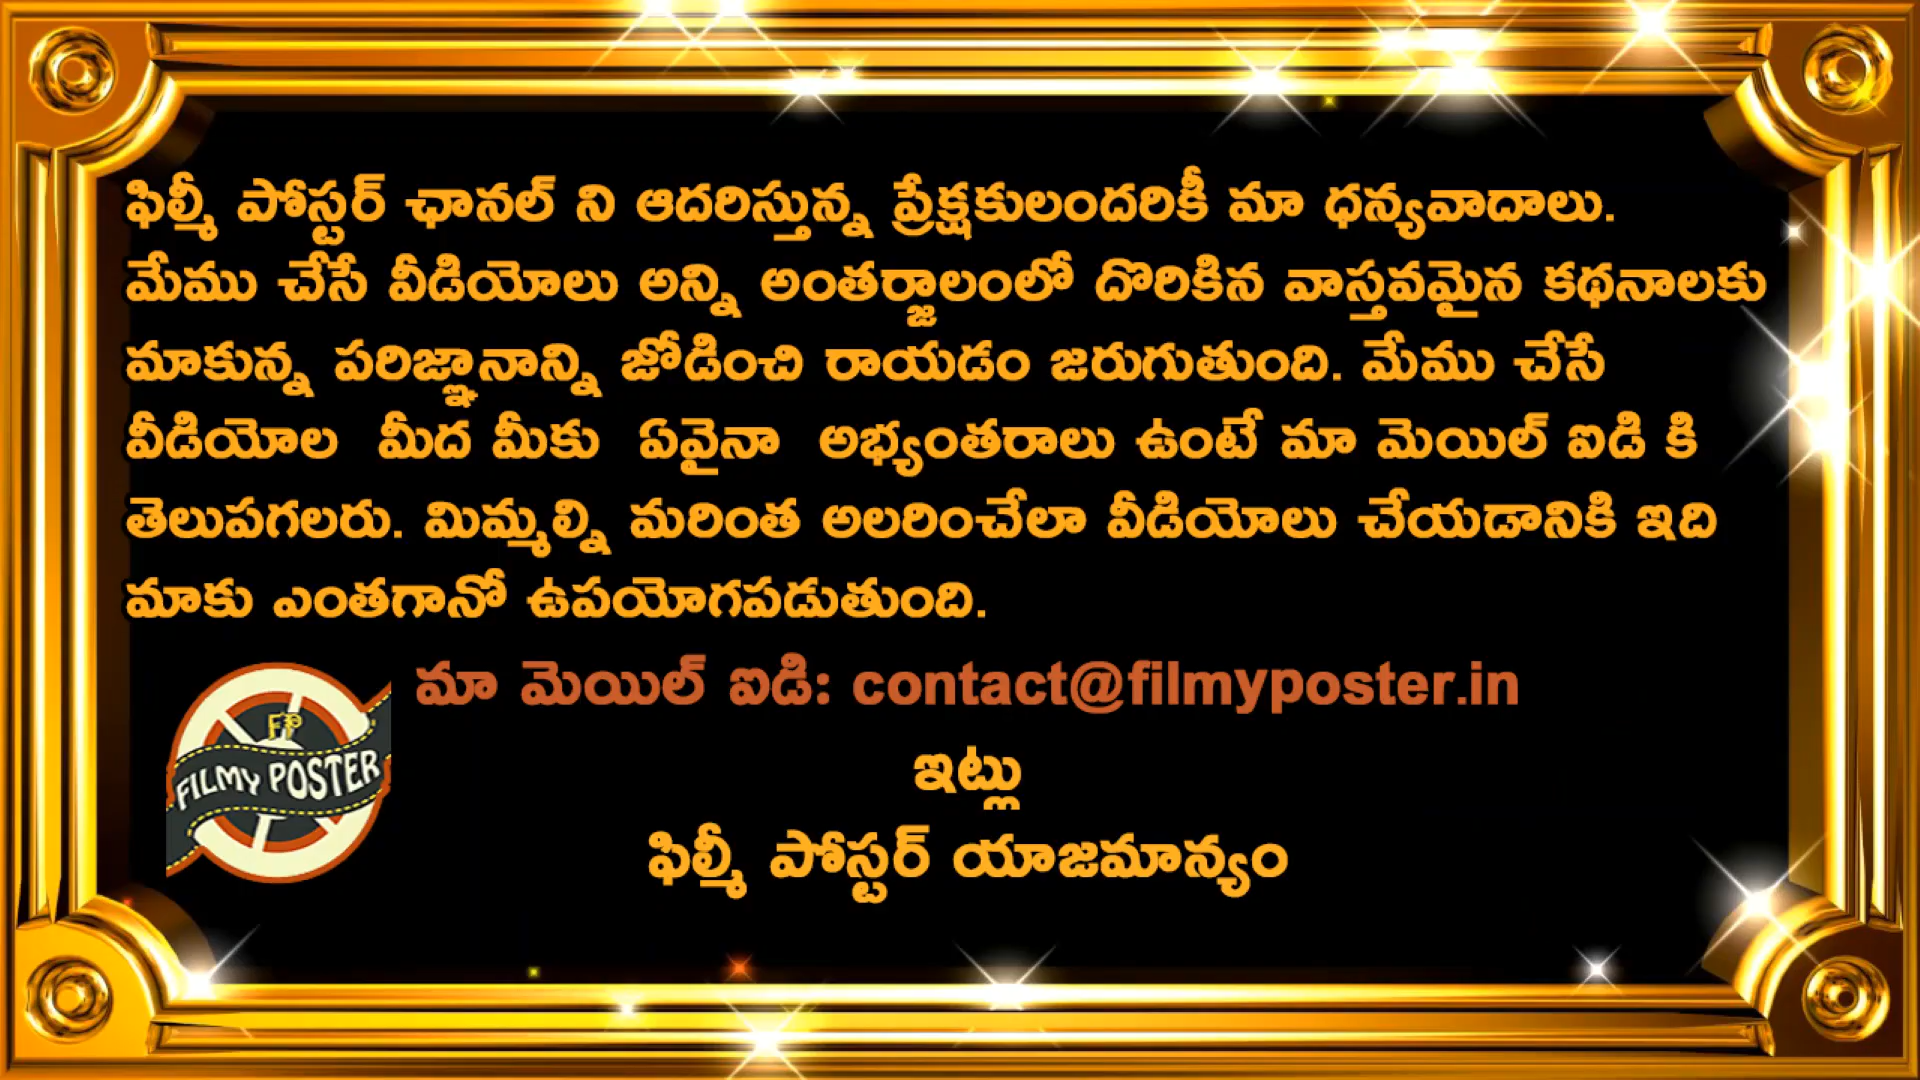 ఫిల్మీ పోస్టర్ ఛానల్ ని ఆదరిస్తున్న ప్రేక్షకులందరికీ మా ధన్యవాదాలు.
మేము చేసే వీడియోలు అన్ని అంతర్జాలంలో దొరికిన వాస్తవమైన కథనాలకు
మాకున్న పరిజ్ఞానాన్ని జోడించి రాయడం జరుగుతుంది. మేము చేసే
వీడియోల మీద మీకు ఏవైనా అభ్యంతరాలు ఉంటే మా మెయిల్ ఐడి కి
తెలుపగలరు. మిమ్మల్ని మరింత అలరించేలా వీడియోలు చేయడానికి ఇది
మాకు ఎంతగానో ఉపయోగపడుతుంది.
మా మెయిల్ ఐడి: contact@filmyposter.in
FP
FILMY POSTER
ఇట్లు
ఫిల్మీ పోస్టర్ యాజమాన్యం